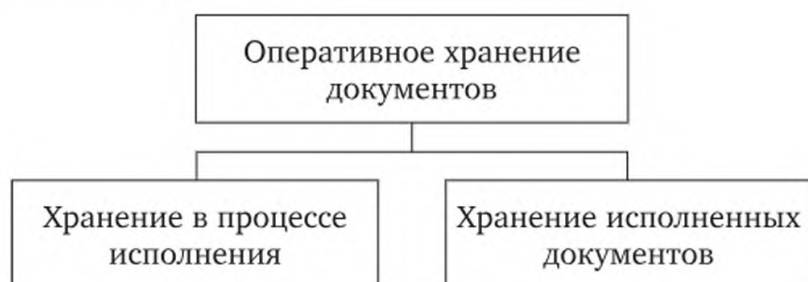 Оперативное хранение
документов
Хранение в процессе
исполнения
Хранение исполненных
документов